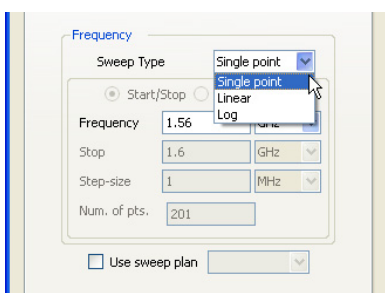 Frequency
Sweep Type Single point
Single point
Start/Stop Linear
Log
Frequency 1.56 GHz
Stop 1.6 GHz
Step-size 1 MHz
Num. of pts. 201
Use sweep plan